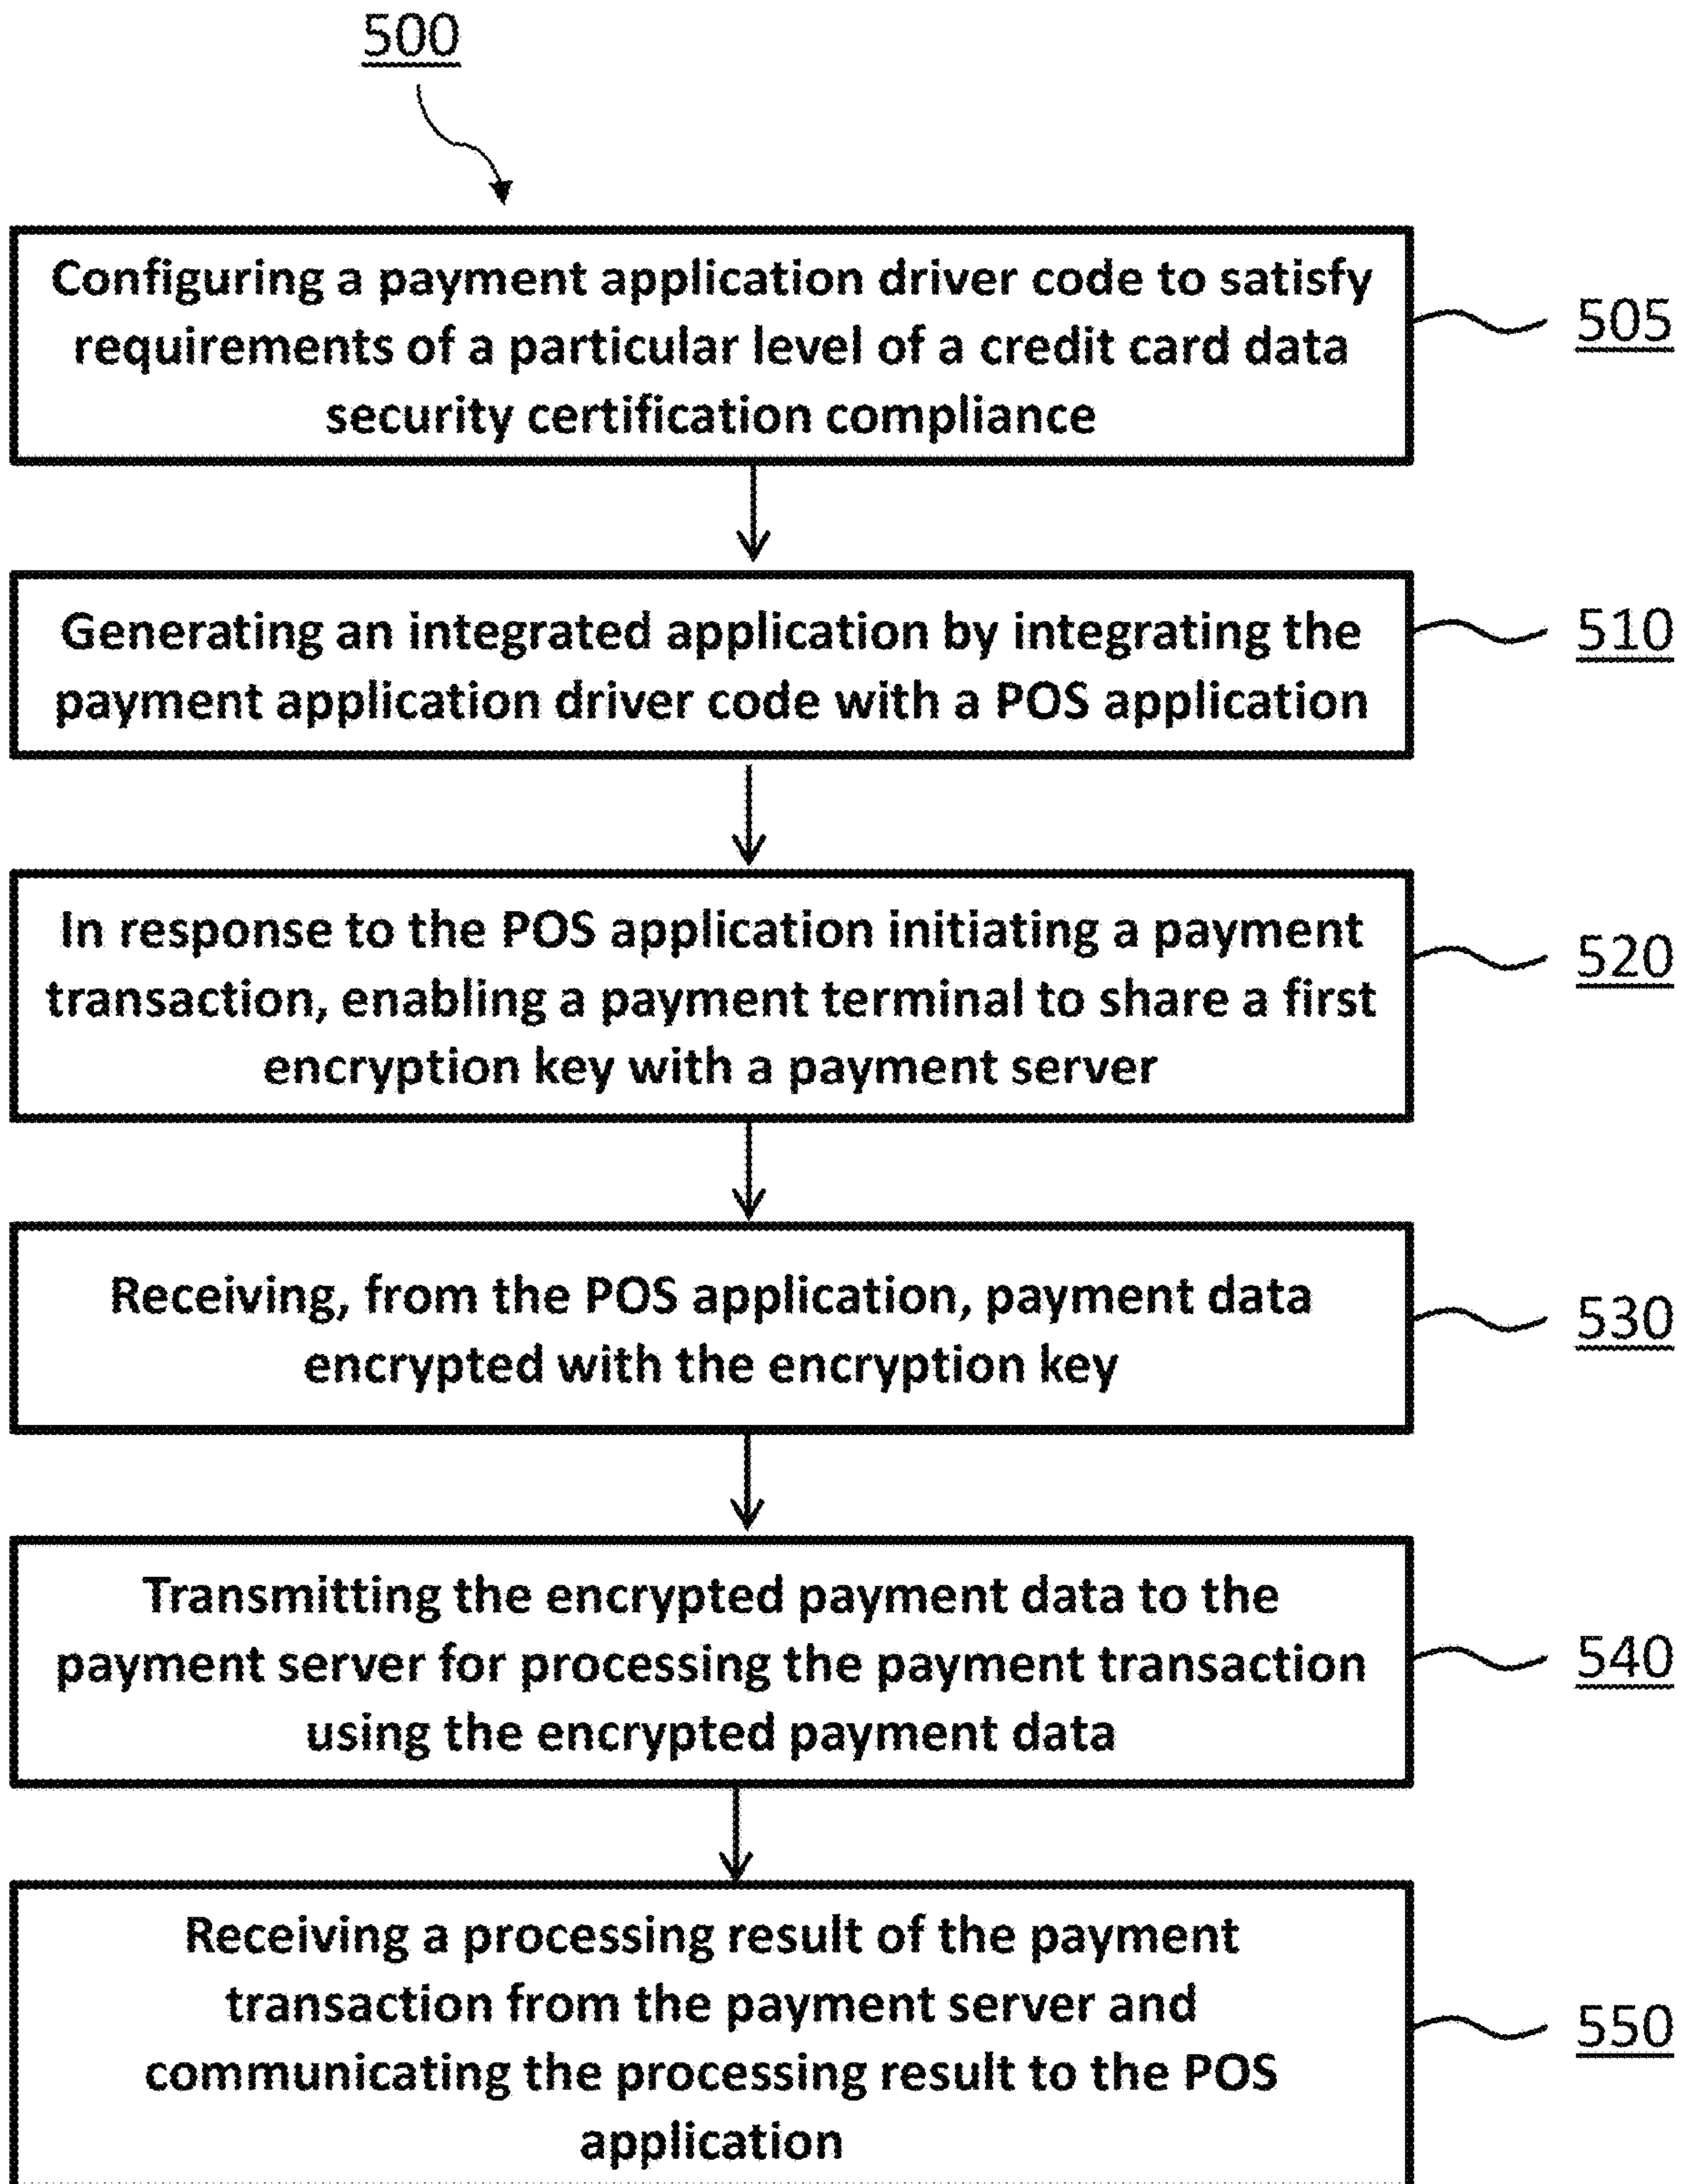 500
Configuring a payment application driver code to satisfy
requirements of a particular level of a credit card data
security certification compliance
505
Generating an integrated application by integrating the
payment application driver code with a POS application
510
In response to the POS application initiating a payment
transaction, enabling a payment terminal to share a first
encryption key with a payment server
520
Receiving, from the POS application, payment data
encrypted with the encryption key
530
Transmitting the encrypted payment data to the
payment server for processing the payment transaction
using the encrypted payment data
540
Receiving a processing result of the payment
transaction from the payment server and
communicating the processing result to the POS
application
550